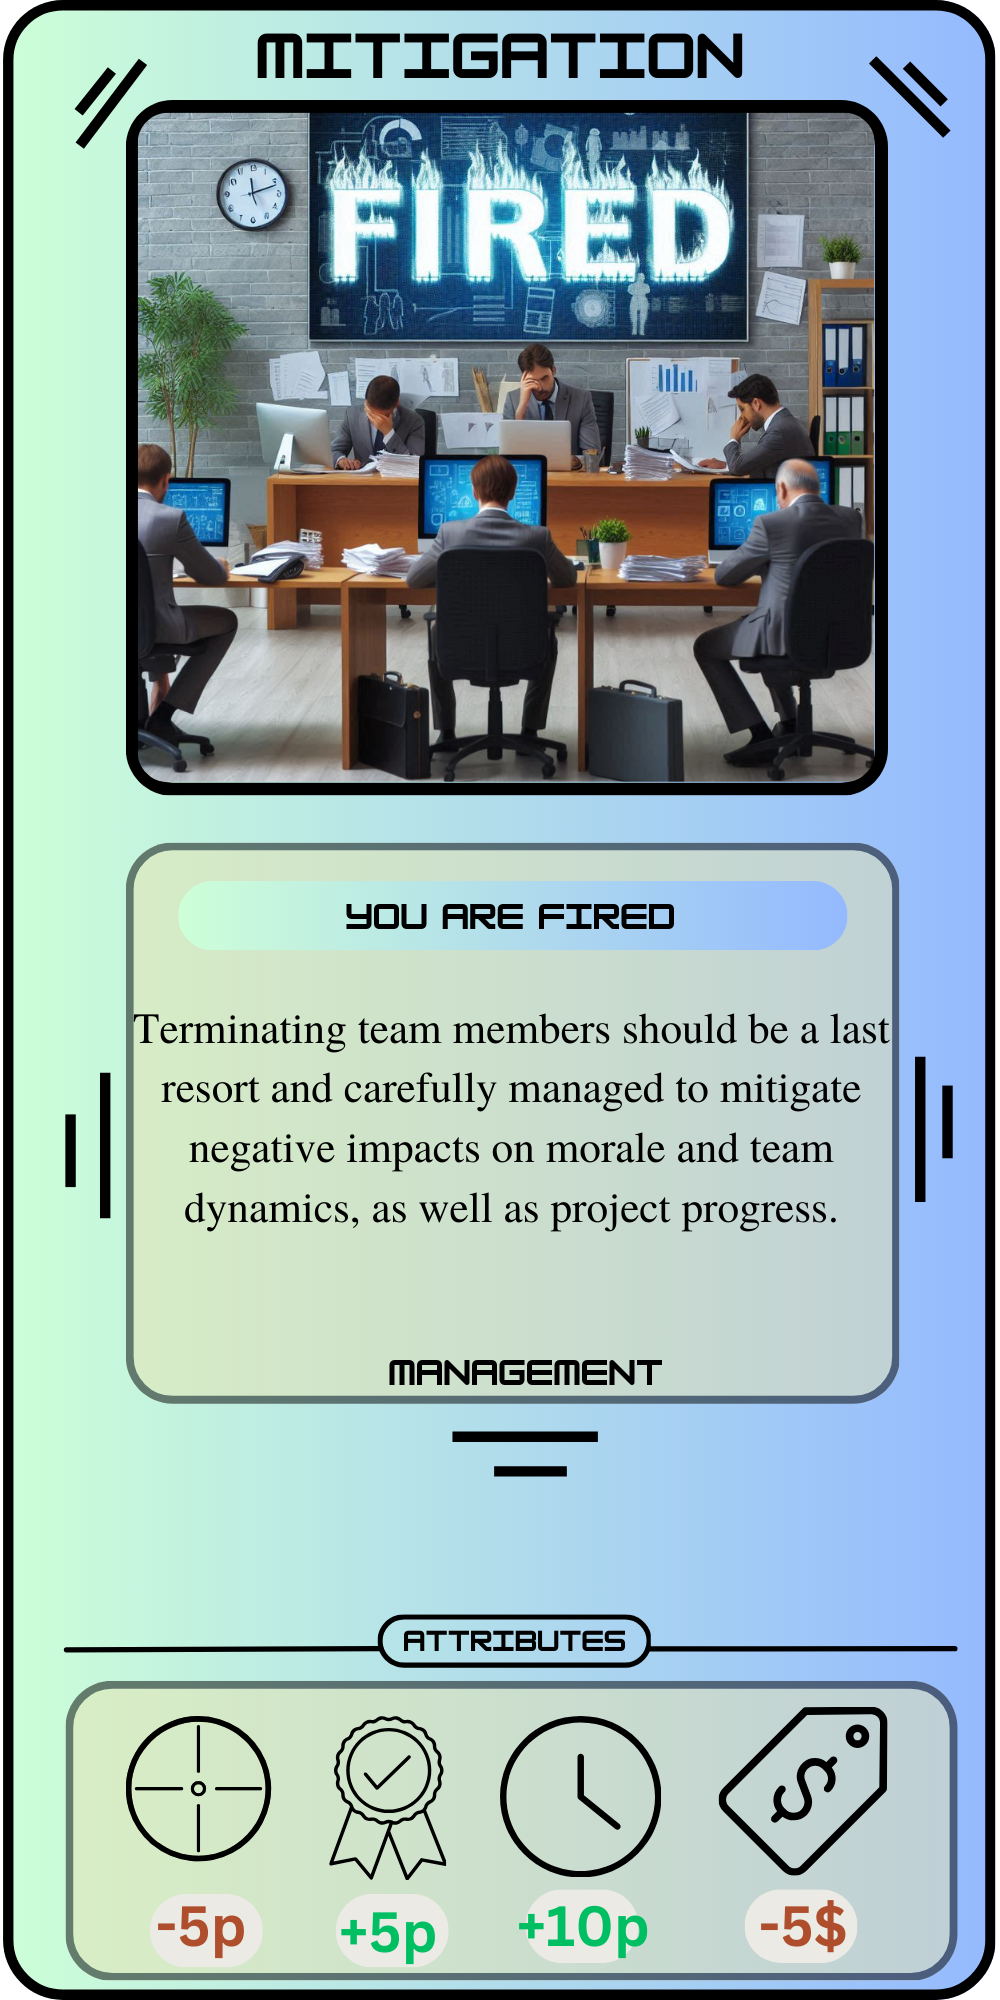 MITIGATION
FIRED
YOU ARE FIRED
Terminating team members should be a last
resort and carefully managed to mitigate
negative impacts on morale and team
dynamics, as well as project progress.
MANAGEMENT
ATTRIBUTES
$
-5p +5p +10p -5$